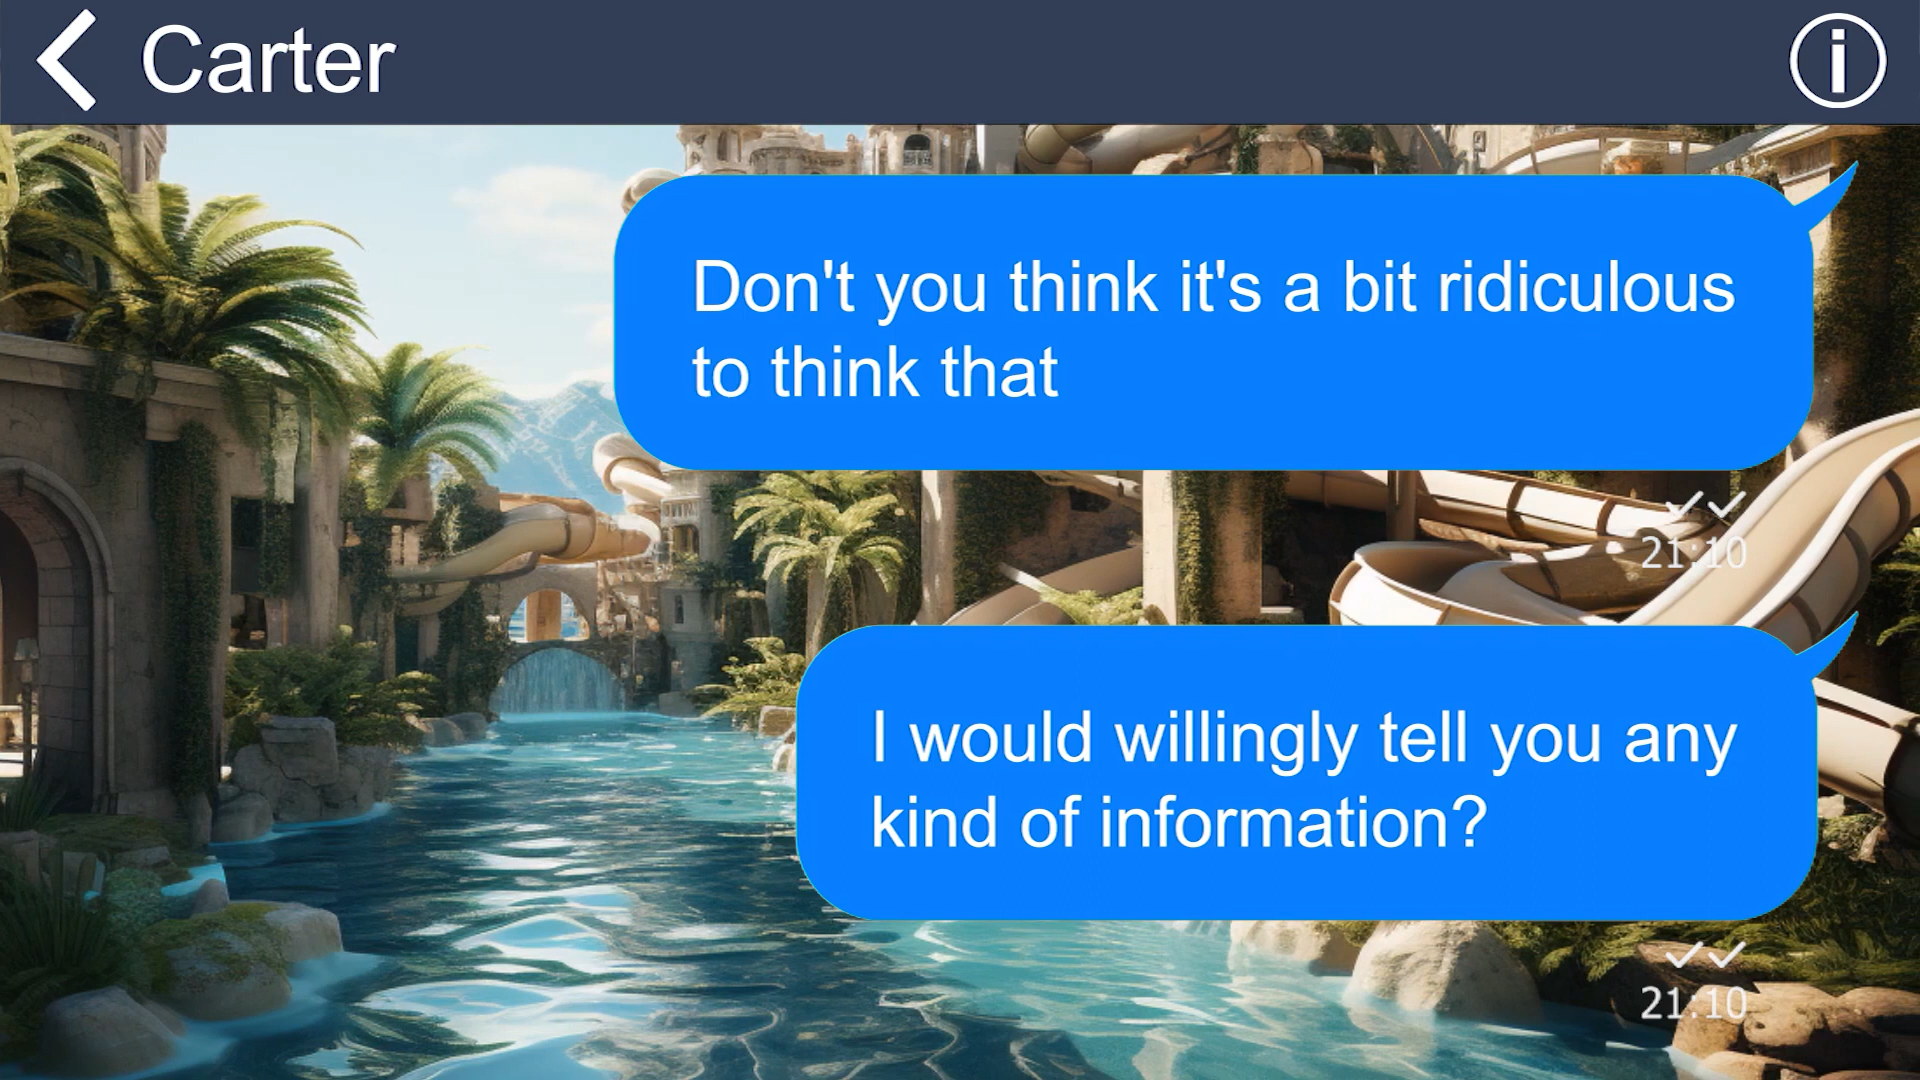 Carter
Don't you think it's a bit ridiculous
to think that
21:10
I would willingly tell you any
kind of information?
21:10